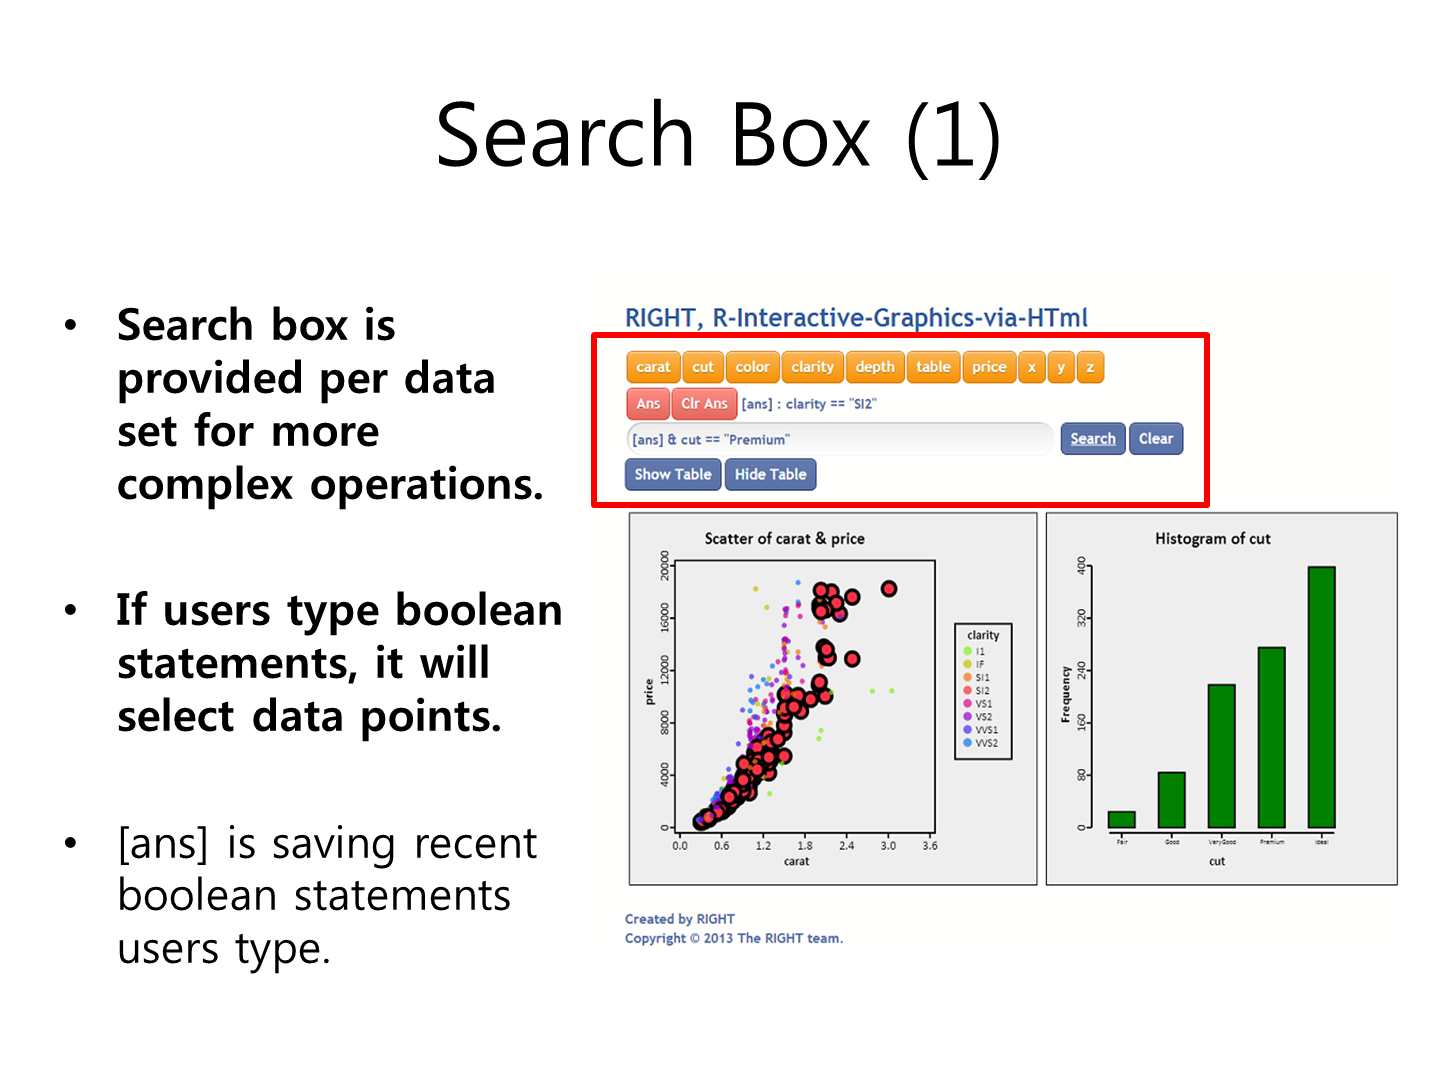 Search Box (1)
• Search box is
provided per data
set for more
complex operations.
• If users type boolean
statements, it will
select data points.
• [ans] is saving recent
boolean statements
users type.
RIGHT, R-Interactive-Graphics-via-HTml
carat cut color clarity depth table price x y z
Ans Clr Ans [ans] : clarity == "SI2"
[ans] & cut == "Premium" Search Clear
Show Table Hide Table
Scatter of carat & price
price
20000
16000
12000
8000
4000
0
0.0 0.6 1.2 1.8 2.4 3.0 3.6
carat
clarity
I1
IF
SI1
SI2
VS1
VS2
VVS1
VVS2
Histogram of cut
Frequency
400
320
240
160
80
0
Fair Good VeryGood Premium Ideal
cut
Created by RIGHT
Copyright © 2013 The RIGHT team.